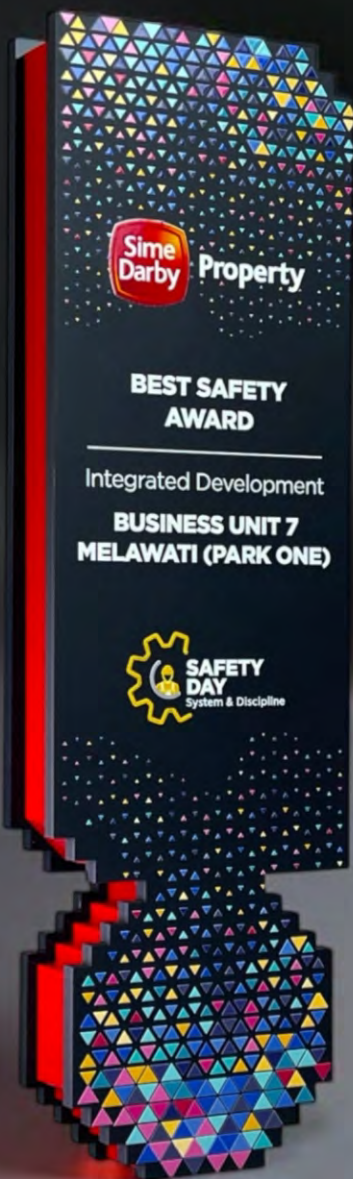 Sime
Darby
Property
BEST SAFETY
AWARD
Integrated Development
BUSINESS UNIT 7
MELAWATI (PARK ONE)
SAFETY
DAY
System & Discipline